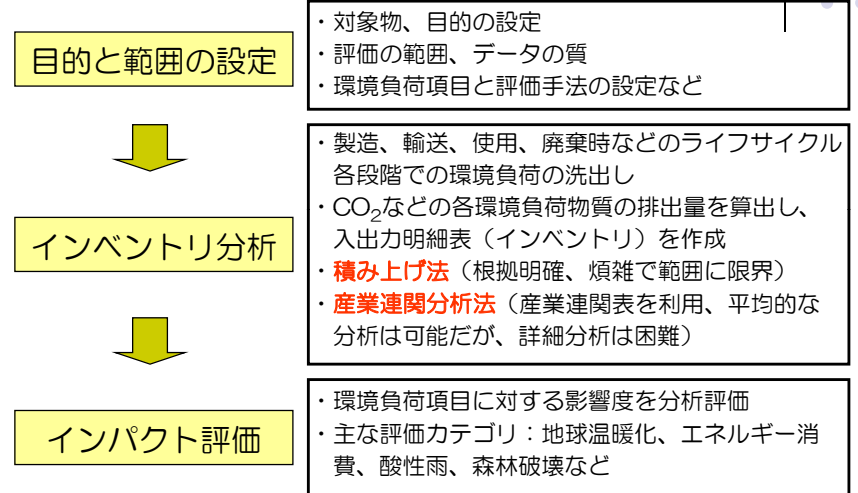 目的と範囲の設定
・対象物、目的の設定
・評価の範囲、データの質
・環境負荷項目と評価手法の設定など
インベントリ分析
・製造、輸送、使用、廃棄時などのライフサイクル
各段階での環境負荷の洗出し
・CO₂などの各環境負荷物質の排出量を算出し、
入出力明細表（インベントリ）を作成
・積み上げ法（根拠明確、煩雑で範囲に限界）
・産業連関分析法（産業連関表を利用、平均的な
分析は可能だが、詳細分析は困難）
インパクト評価
・環境負荷項目に対する影響度を分析評価
・主な評価カテゴリ：地球温暖化、エネルギー消
費、酸性雨、森林破壊など